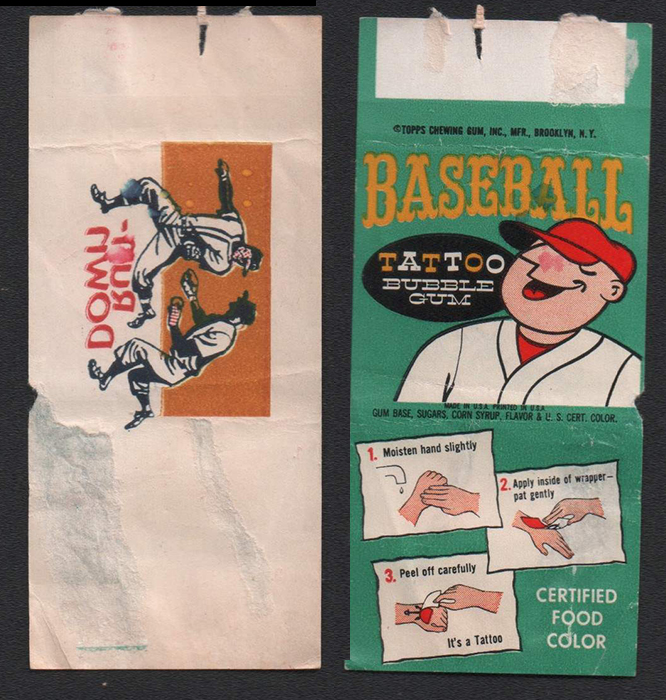 RUN-
DOWN
©TOPPS CHEWING GUM, INC., MFR., BROOKLYN, N.Y.
BASEBALL
TATTOO
BUBBLE
GUM
MADE IN U.S.A. PRINTED IN U.S.A
GUM BASE, SUGARS, CORN SYRUP, FLAVOR & U. S. CERT. COLOR.
1. Moisten hand slightly
2. Apply inside of wrapper—
pat gently
3. Peel off carefully
It's a Tattoo
CERTIFIED
FOOD
COLOR